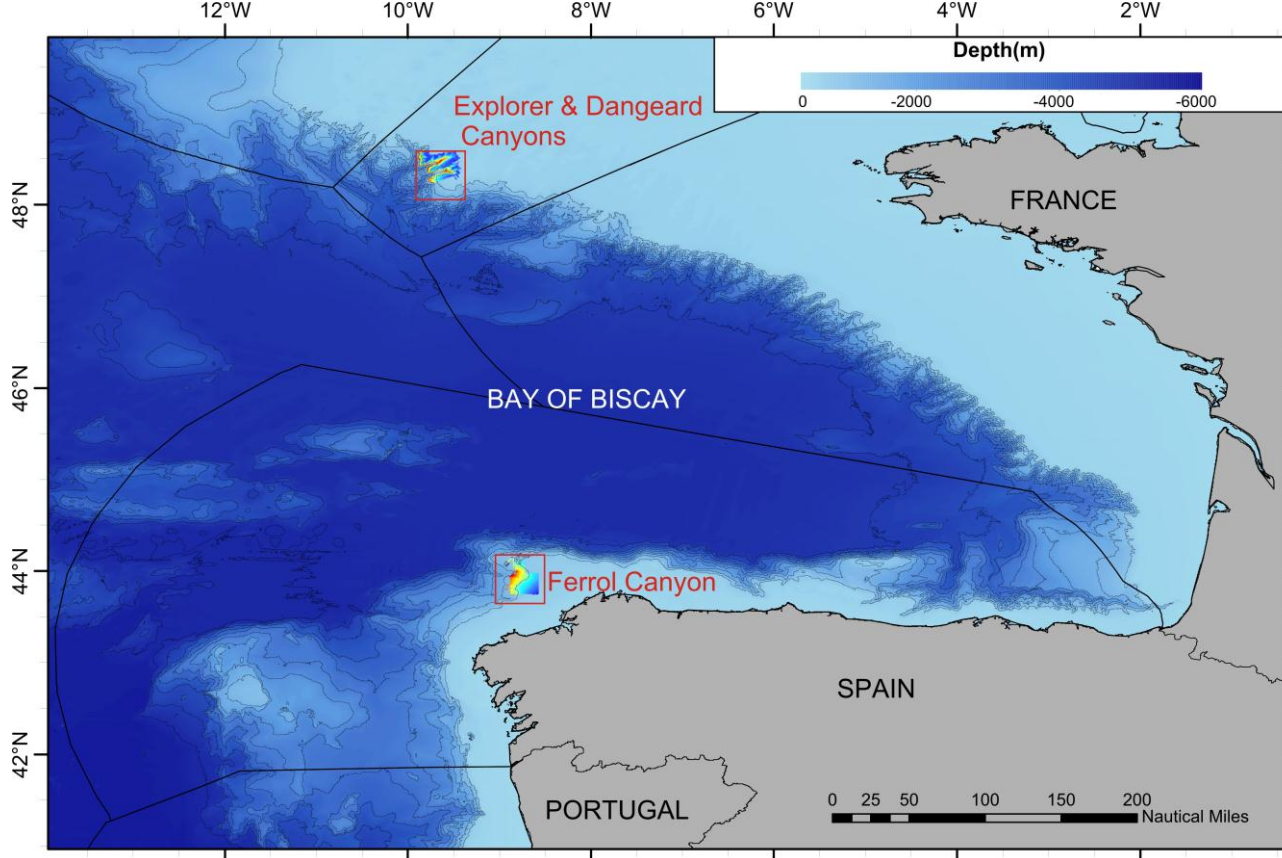 12°W 10°W 8°W 6°W 4°W 2°W
Depth(m)
0 -2000 -4000 -6000
Explorer & Dangeard
Canyons
48°N
FRANCE
46°N
BAY OF BISCAY
44°N
Ferrol Canyon
SPAIN
42°N
PORTUGAL
0 25 50 100 150 200
Nautical Miles